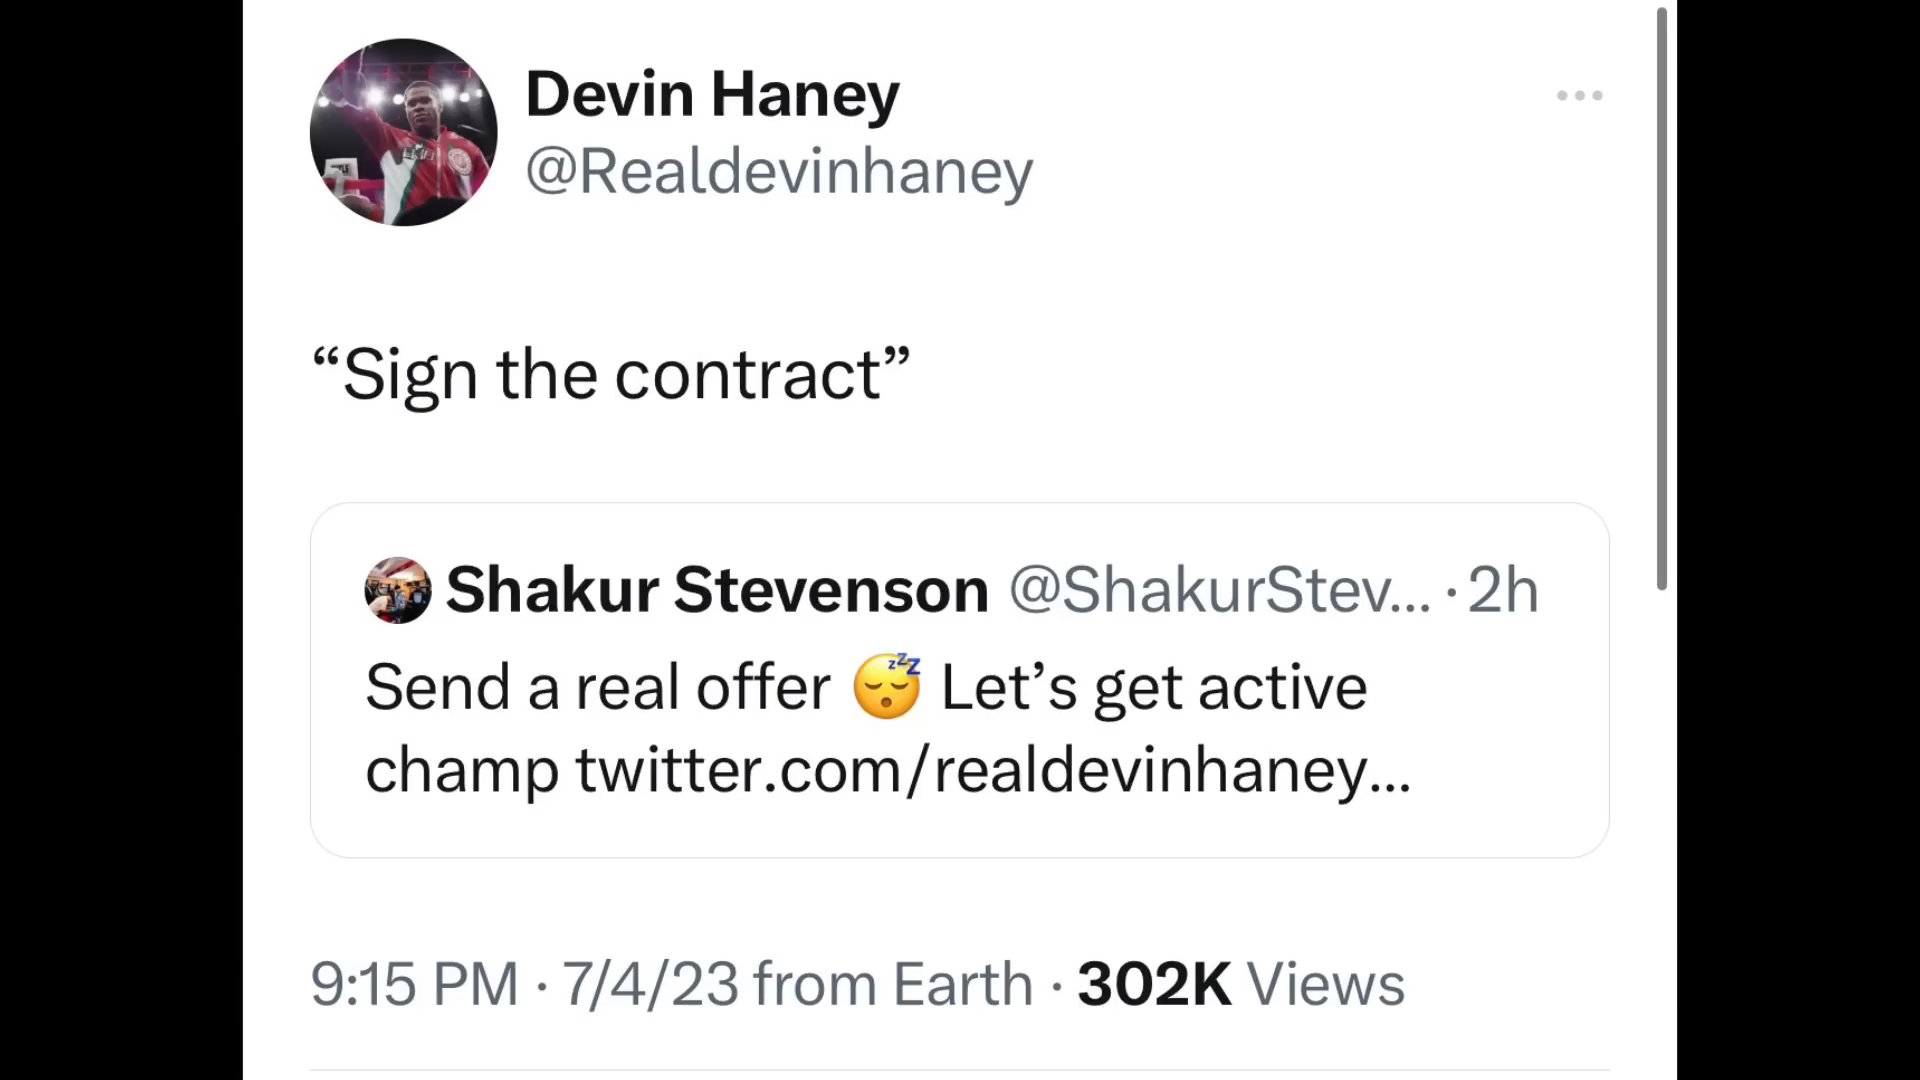 Devin Haney
@Realdevinhaney
“Sign the contract”
Shakur Stevenson @ShakurStev... · 2h
Send a real offer 😴 Let’s get active
champ twitter.com/realdevinhaney...
9:15 PM · 7/4/23 from Earth · 302K Views